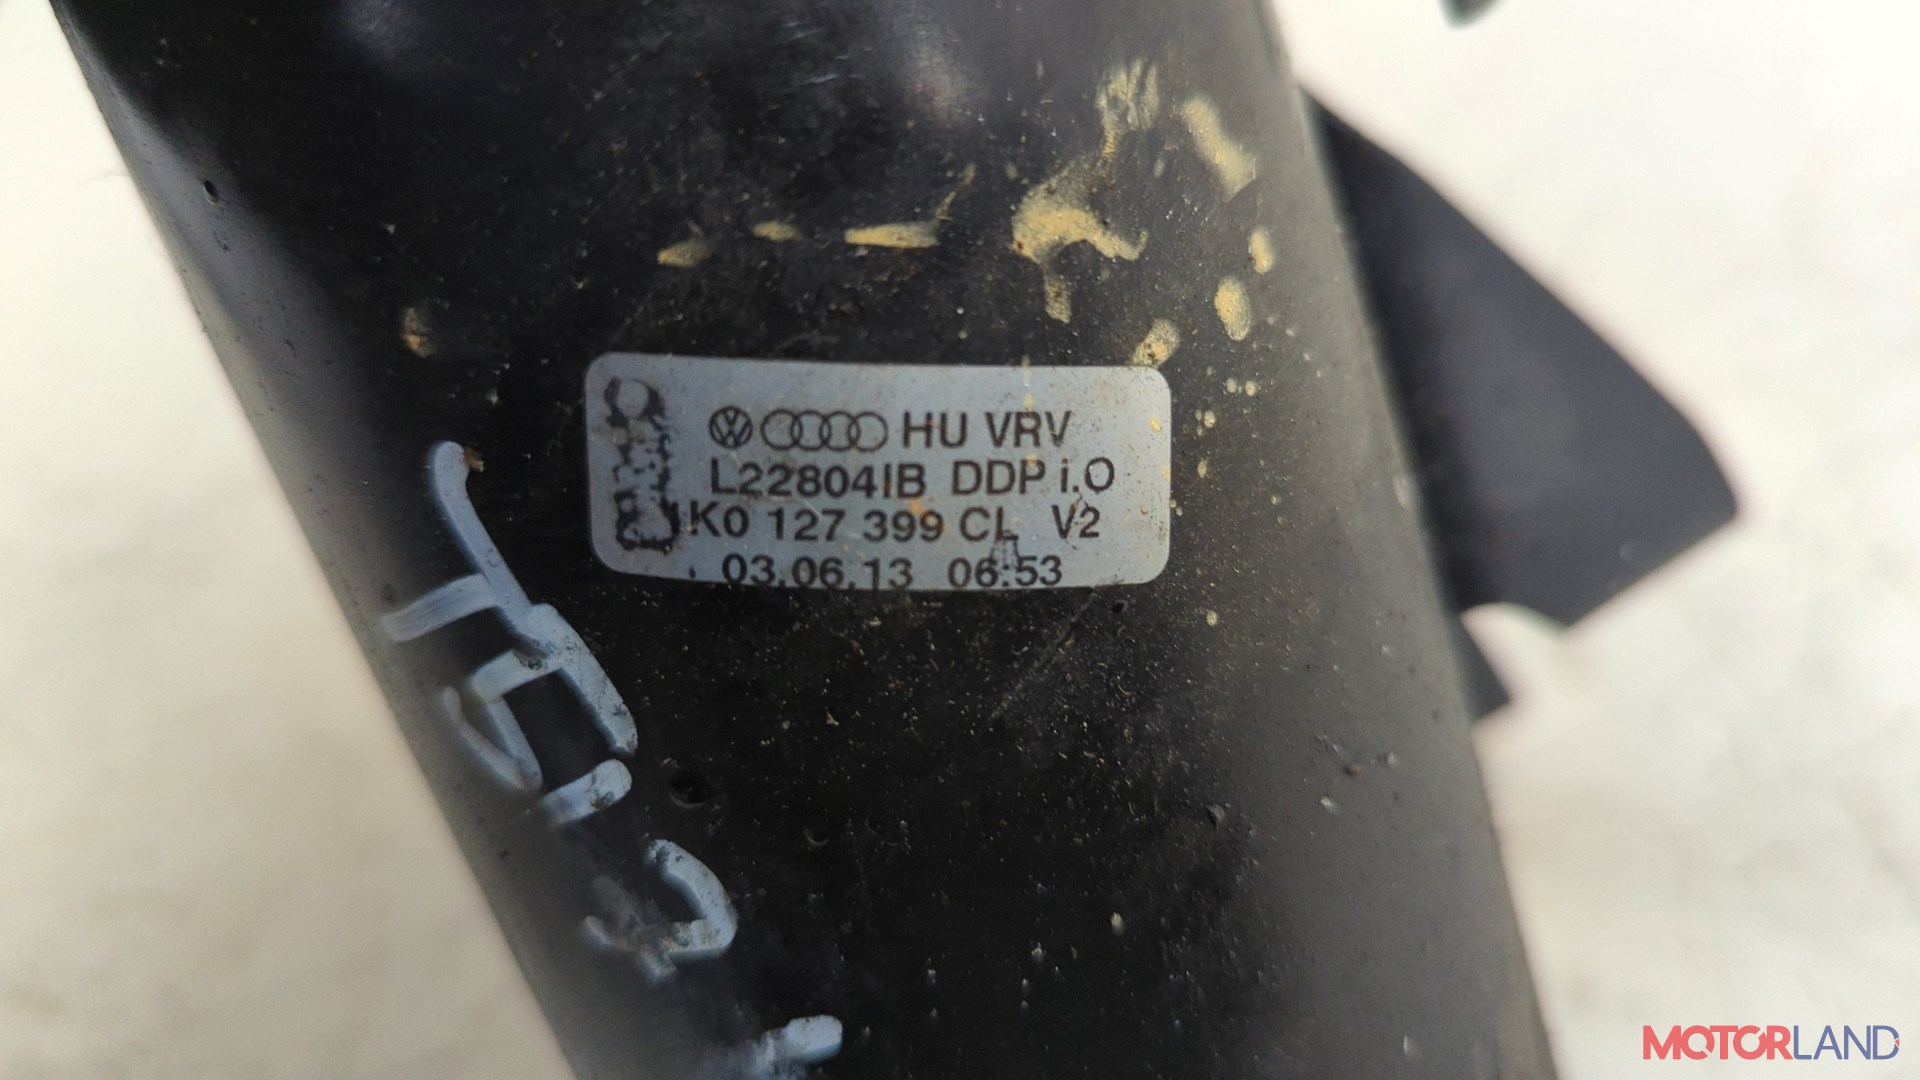 HU VRV
L22804IB DDP i.O
1K0 127 399 CL V2
03.06.13 06:53
MOTORLAND